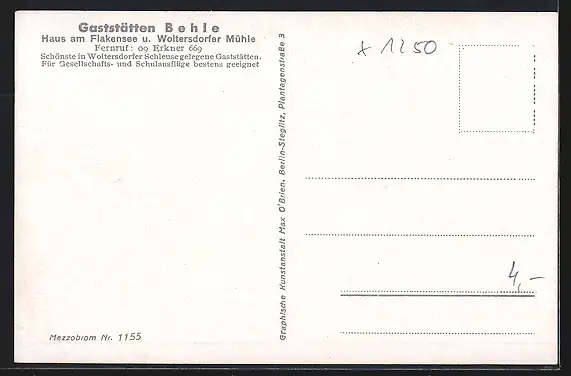 Gaststätten Behle
Haus am Flakensee u. Woltersdorfer Mühle
Fernruf: 09 Erkner 669
Schönste in Woltersdorfer Schleuse gelegene Gaststätten.
Für Gesellschafts- und Schulausflüge bestens geeignet
Mezzobrom Nr. 1155
Graphische Kunstanstalt Max O'Brien, Berlin-Steglitz, Plantagenstraße 3
x 1250
4,-